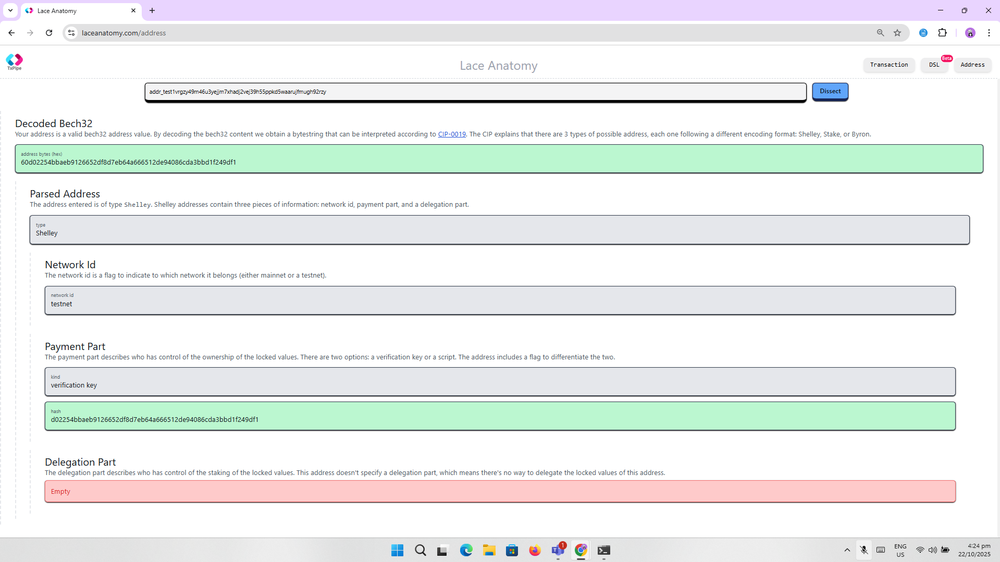 Lace Anatomy
laceanatomy.com/address
TxPipe
Lace Anatomy
Transaction
DSL
Beta
Address
addr_test1vrgzy49m46u3yejjm7xhadj2vej39h55ppkd5waarujfmugh92rzy
Dissect
Decoded Bech32
Your address is a valid bech32 address value. By decoding the bech32 content we obtain a bytestring that can be interpreted according to CIP-0019. The CIP explains that there are 3 types of possible address, each one following a different encoding format: Shelley, Stake, or Byron.
address bytes (hex)
60d02254bbaeb9126652df8d7eb64a666512de94086cda3bbd1f249df1
Parsed Address
The address entered is of type Shelley. Shelley addresses contain three pieces of information: network id, payment part, and a delegation part.
type
Shelley
Network Id
The network id is a flag to indicate to which network it belongs (either mainnet or a testnet).
network id
testnet
Payment Part
The payment part describes who has control of the ownership of the locked values. There are two options: a verification key or a script. The address includes a flag to differentiate the two.
kind
verification key
hash
d02254bbaeb9126652df8d7eb64a666512de94086cda3bbd1f249df1
Delegation Part
The delegation part describes who has control of the staking of the locked values. This address doesn't specify a delegation part, which means there's no way to delegate the locked values of this address.
Empty
1
ENG
US
4:24 pm
22/10/2025